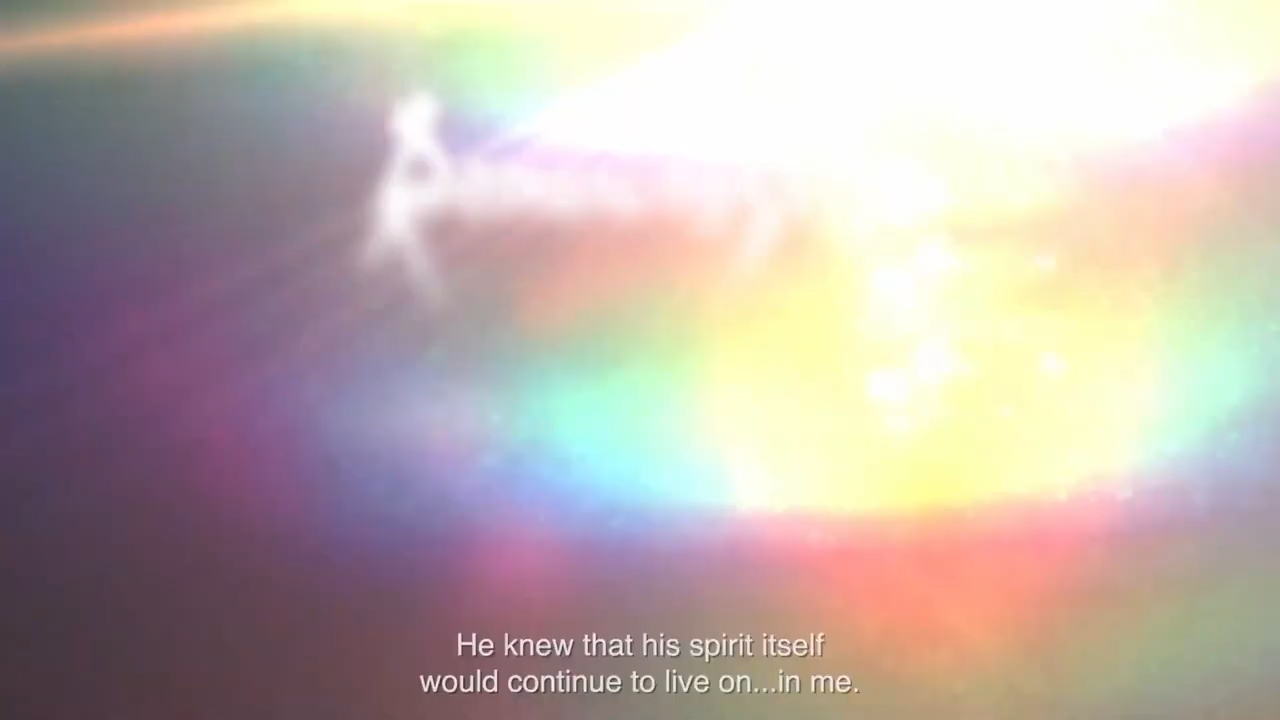 He knew that his spirit itself
would continue to live on...in me.